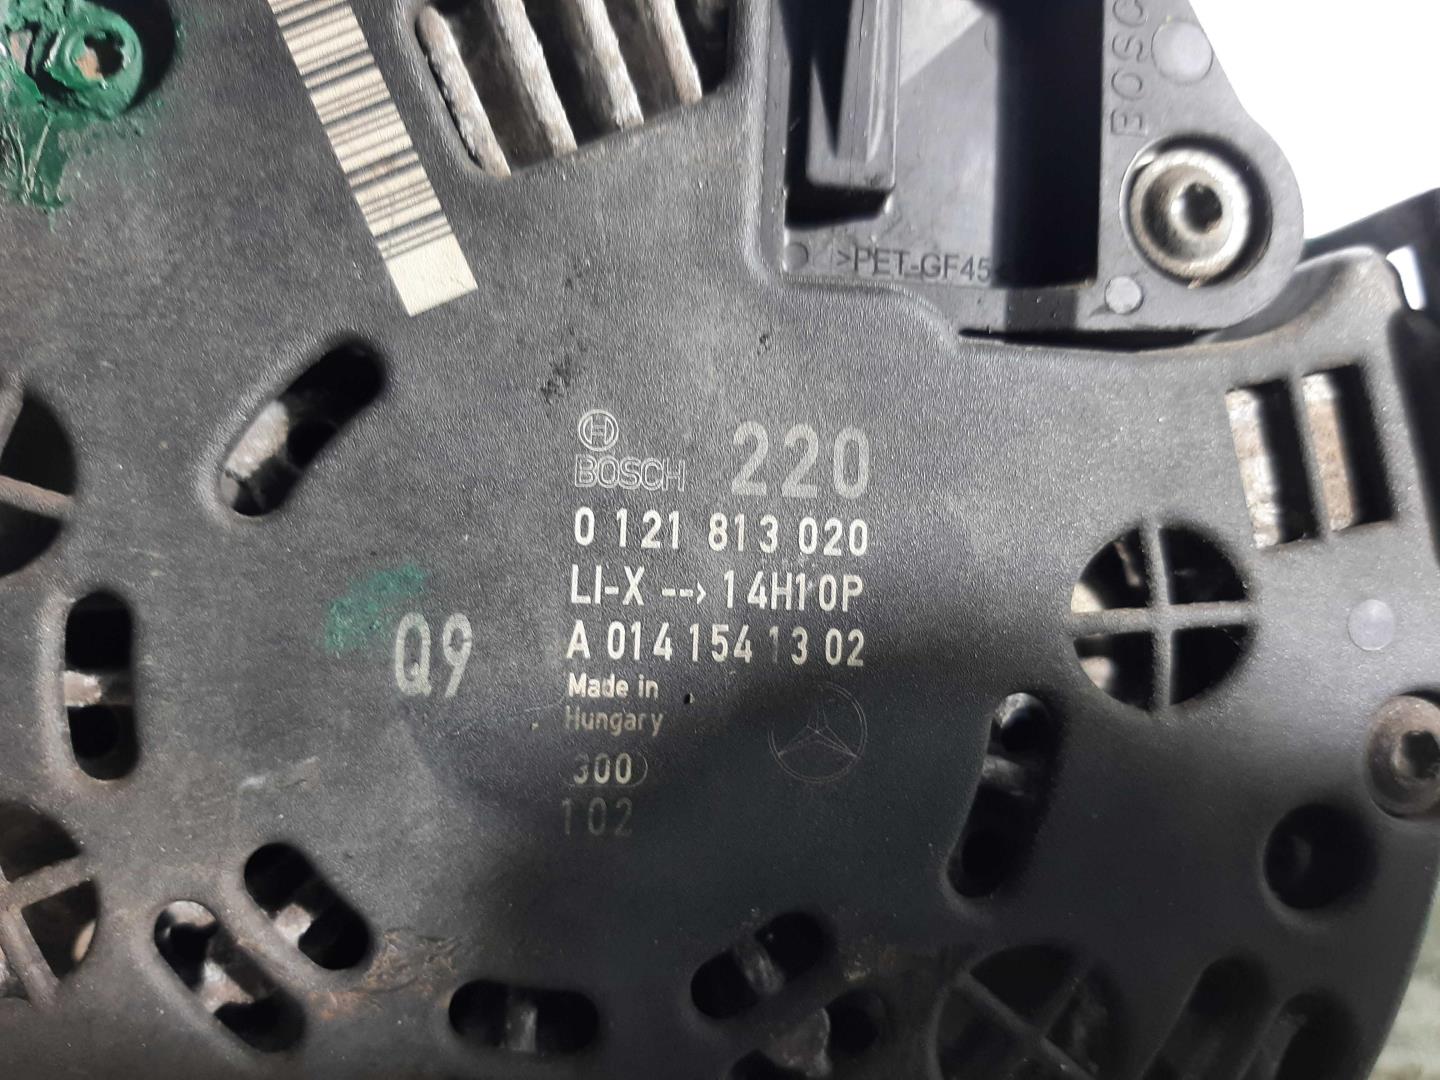 BOSCH
>PET-GF45<
BOSCH 220
0 121 813 020
LI-X --> 14H10P
A 014 154 13 02
Q9
Made in
Hungary
300
102